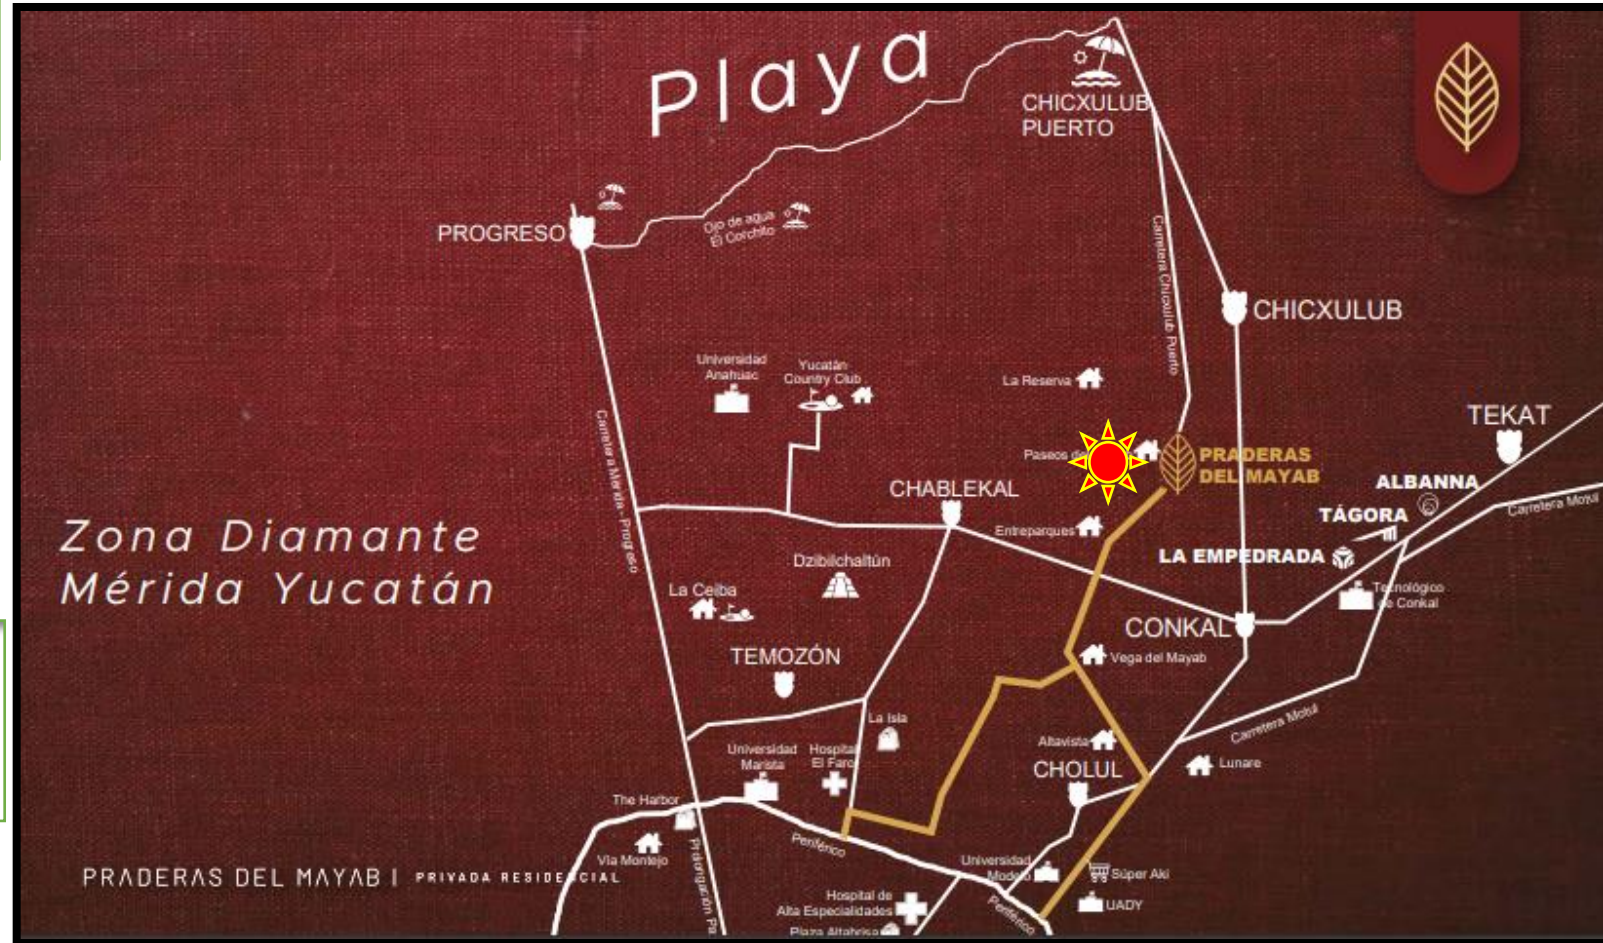 Playa
CHICXULUB
PUERTO
PROGRESO
Ojo de agua
El Corchito
Carretera Chicxulub Puerto
CHICXULUB
Universidad
Anahuac
Yucatán
Country Club
La Reserva
TEKAT
Carretera Mérida - Progreso
Paseos
PRADERAS
DEL MAYAB
ALBANNA
CHABLEKAL
TÁGORA
Carretera Motul
Entreparques
Zona Diamante
Mérida Yucatán
LA EMPEDRADA
Dzibilchaltún
La Ceiba
Tecnológico
de Conkal
CONKAL
TEMOZÓN
Vega del Mayab
La Isla
Carretera Motul
Universidad
Marista
Hospital
El Faro
Altavista
CHOLUL
Lunare
The Harbor
Periférico
Vía Montejo
Prolongación
Universidad
Modelo
Súper Aki
PRADERAS DEL MAYAB | PRIVADA RESIDENCIAL
Hospital de
Alta Especialidades
Periférico
UADY
Plaza Altabrisa